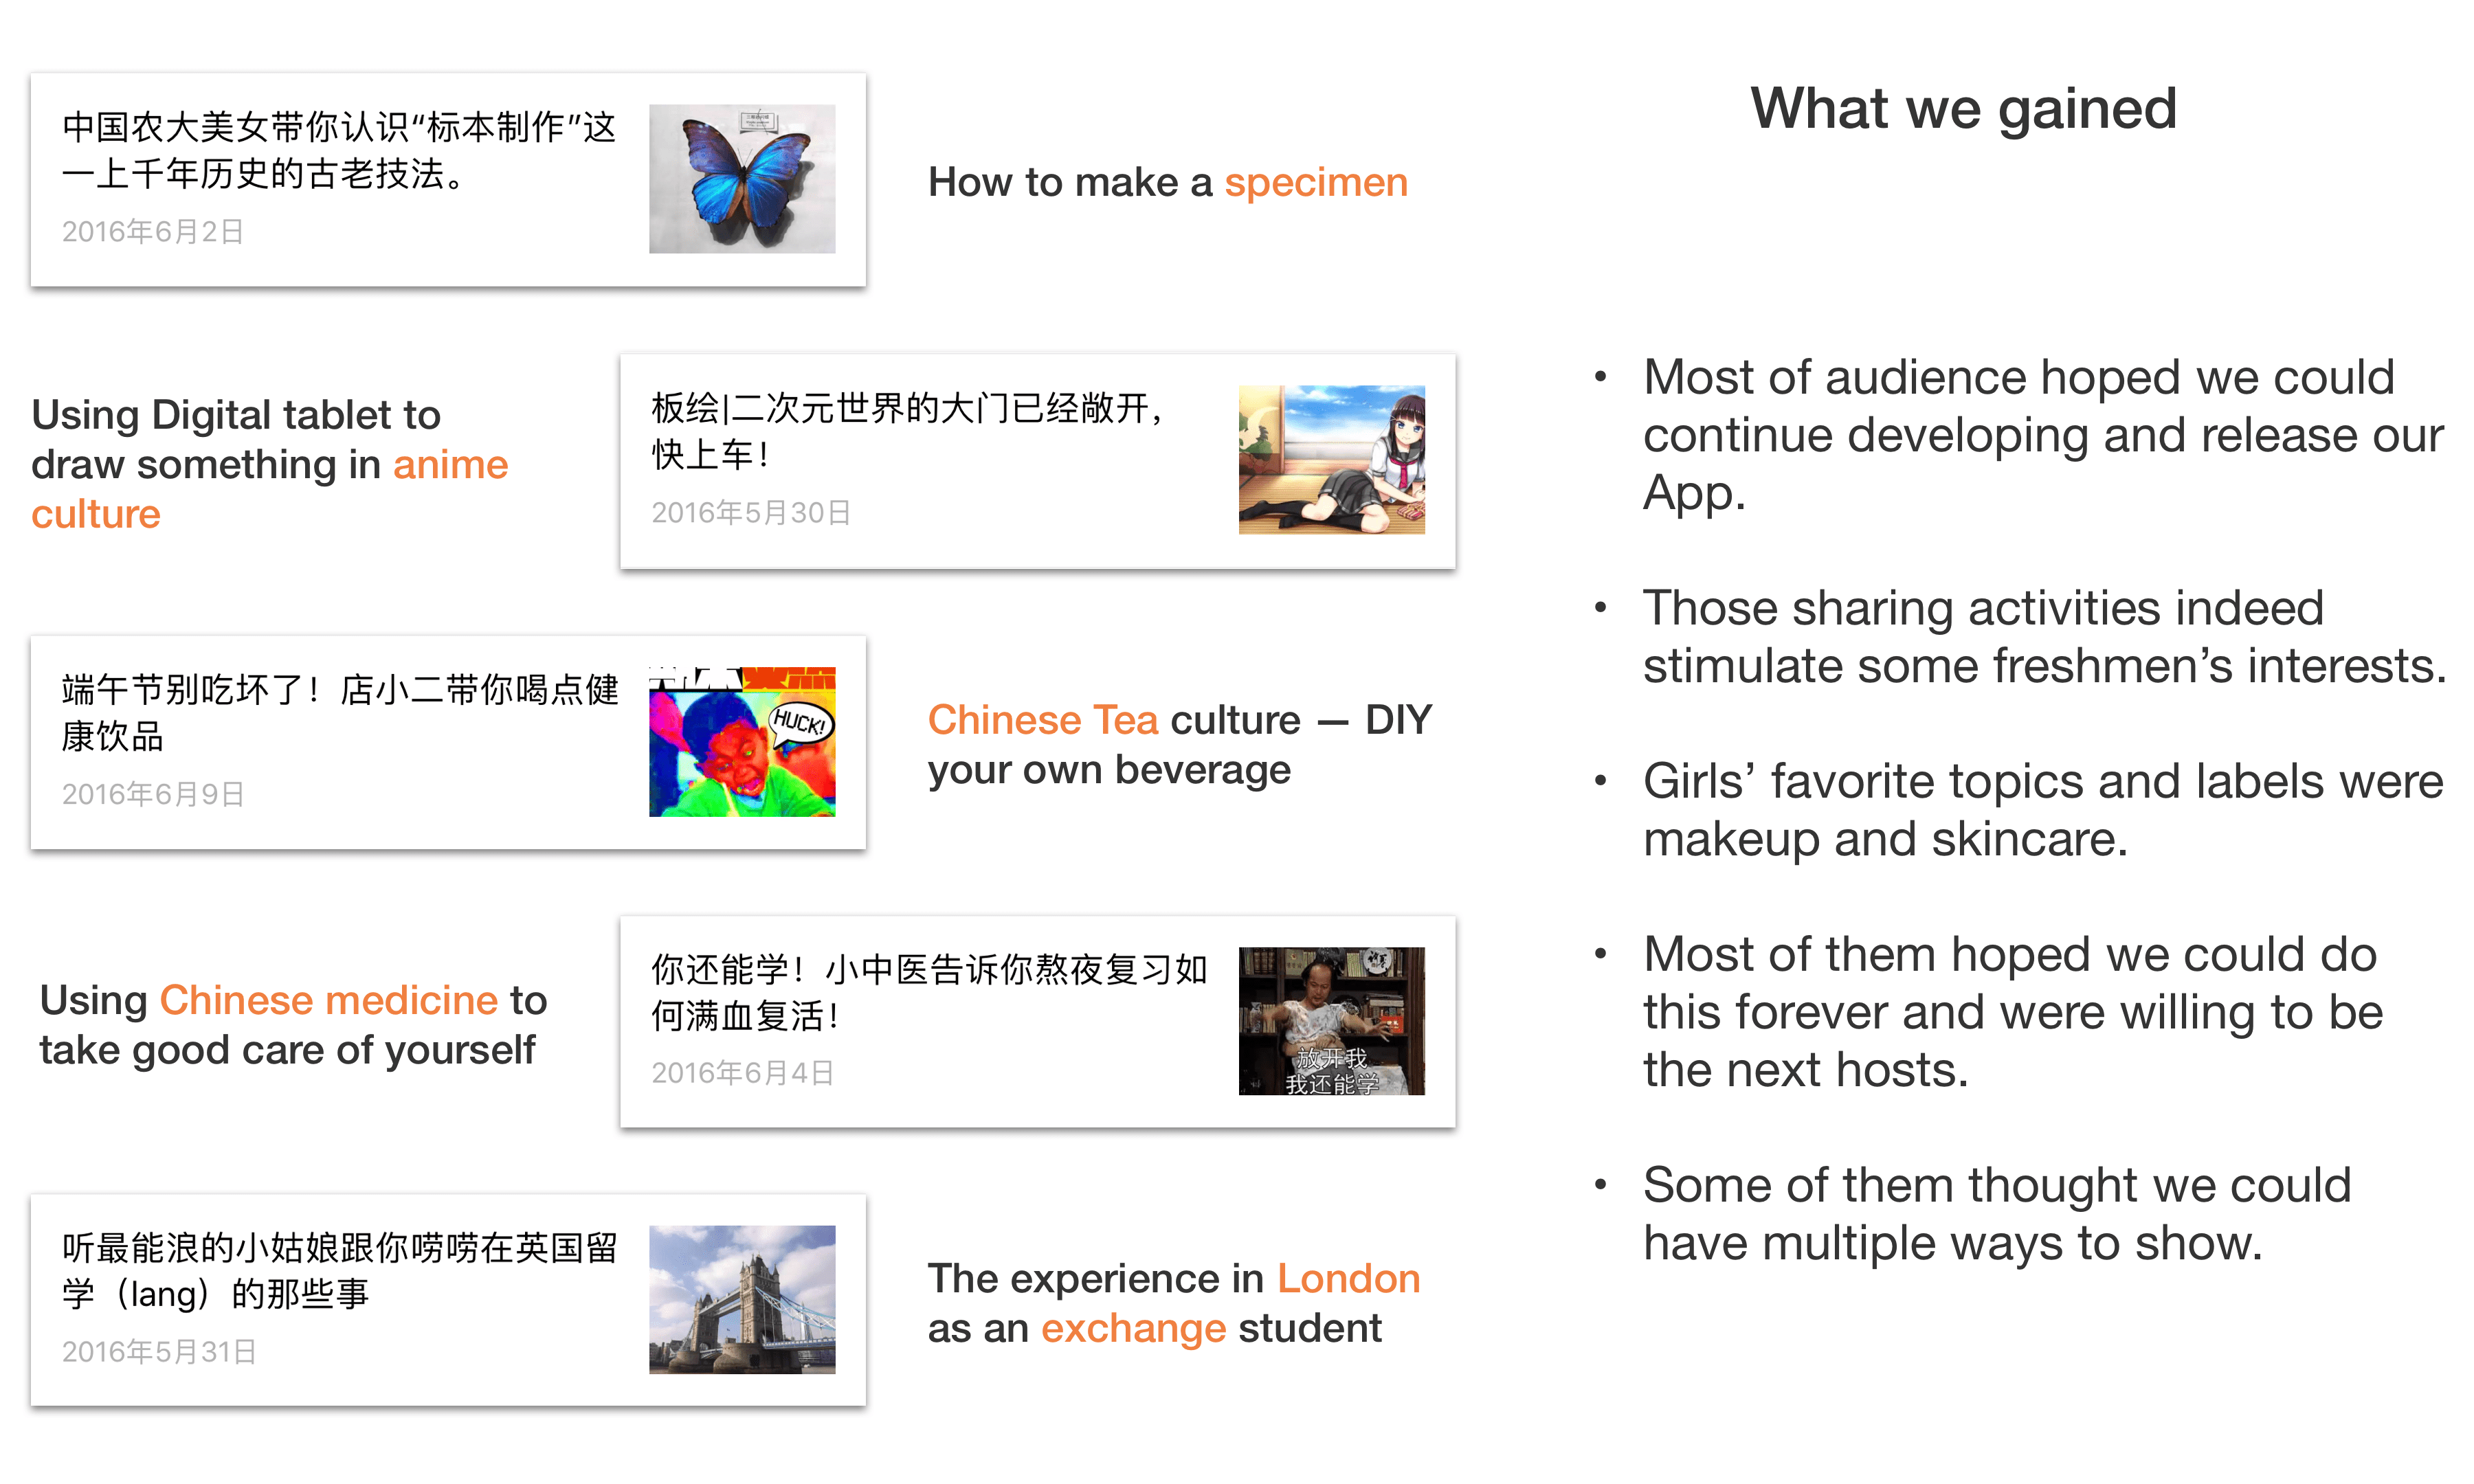 中国农大美女带你认识“标本制作”这
一上千年历史的古老技法。
2016年6月2日
How to make a specimen
Using Digital tablet to
draw something in anime
culture
板绘|二次元世界的大门已经敞开，
快上车！
2016年5月30日
端午节别吃坏了！店小二带你喝点健
康饮品
2016年6月9日
HUCK!
Chinese Tea culture — DIY
your own beverage
Using Chinese medicine to
take good care of yourself
你还能学！小中医告诉你熬夜复习如
何满血复活！
2016年6月4日
放开我
我还能学
听最能浪的小姑娘跟你唠唠在英国留
学（lang）的那些事
2016年5月31日
The experience in London
as an exchange student
What we gained
• Most of audience hoped we could
continue developing and release our
App.
• Those sharing activities indeed
stimulate some freshmen’s interests.
• Girls’ favorite topics and labels were
makeup and skincare.
• Most of them hoped we could do
this forever and were willing to be
the next hosts.
• Some of them thought we could
have multiple ways to show.